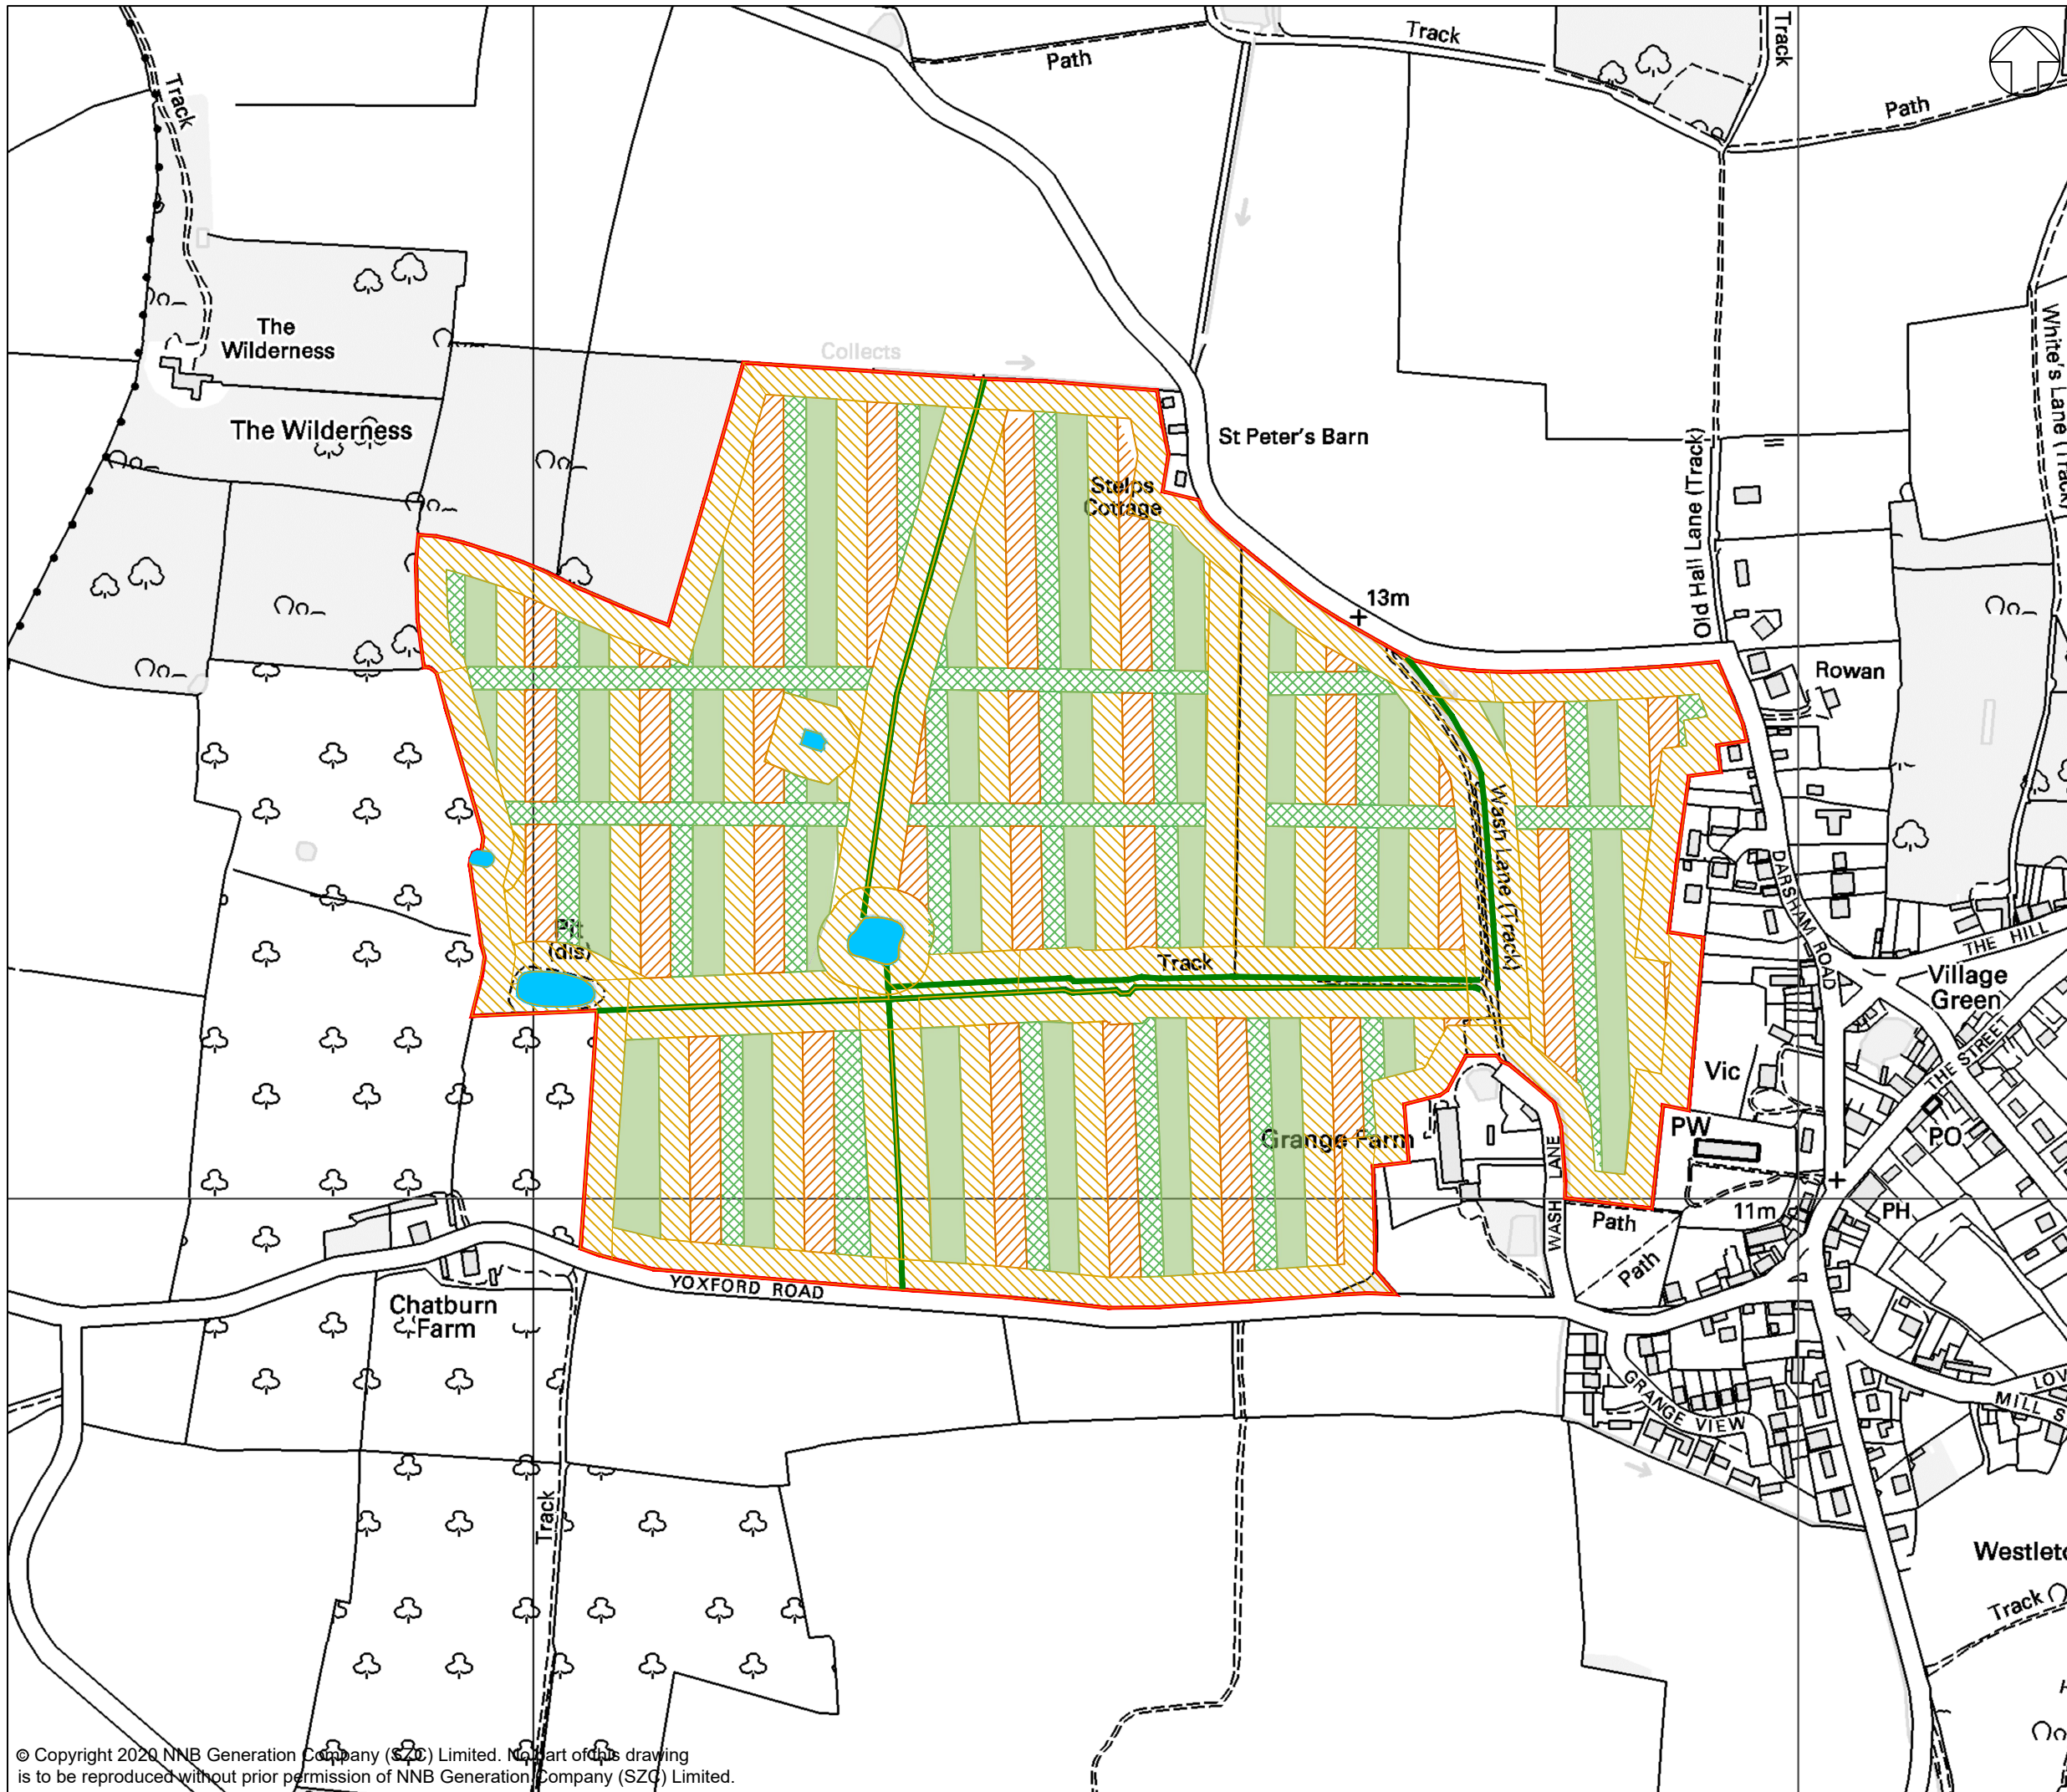 Track
Path
Track
Track
Path
The
Wilderness
The Wilderness
Collects
St Peter's Barn
Stelps
Cottage
13m
Old Hall Lane (Track)
White's Lane (Track)
Rowan
Wash Lane (Track)
DARSHAM ROAD
THE HILL
Village
Green
THE STREET
Pit
(dis)
Track
Vic
PW
PO
PH
11m
Grange Farm
WASH LANE
Path
Path
YOXFORD ROAD
Chatburn
Farm
GRANGE VIEW
LOV
MILL S
Track
Westleto
Track
© Copyright 2020 NNB Generation Company (SZC) Limited. No part of this drawing
is to be reproduced without prior permission of NNB Generation Company (SZC) Limited.